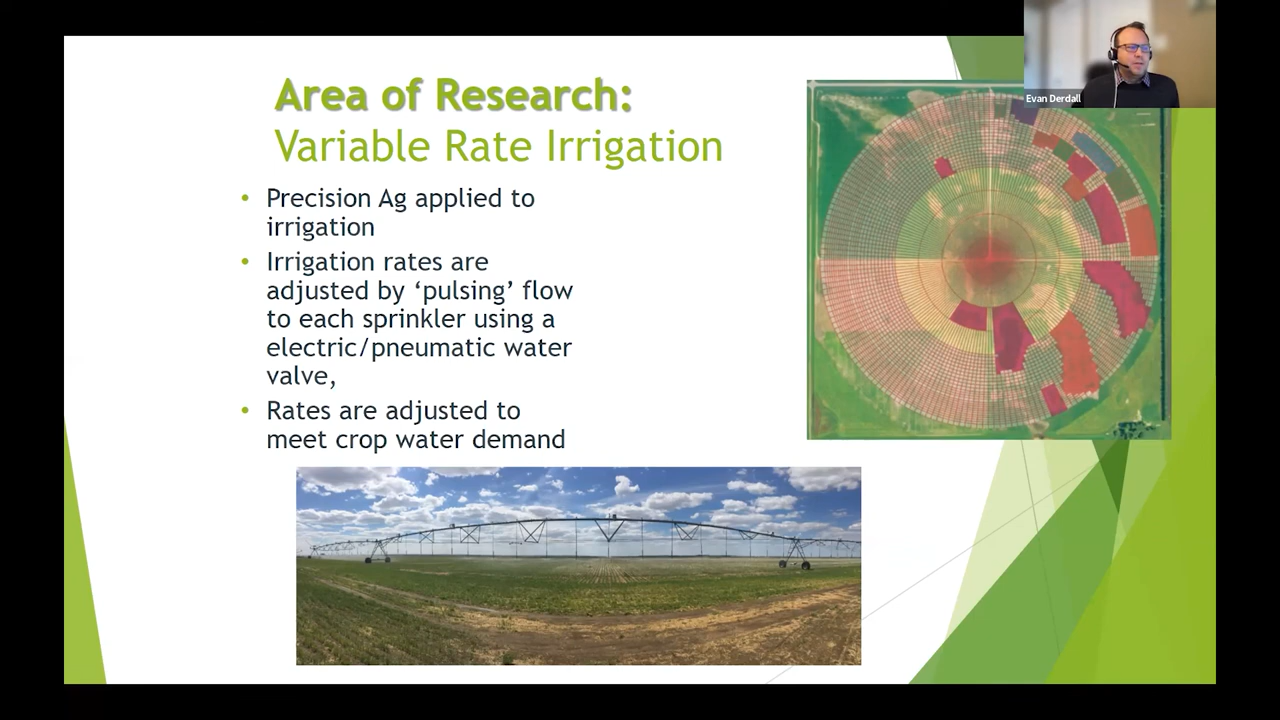 Area of Research:
Variable Rate Irrigation
• Precision Ag applied to
irrigation
• Irrigation rates are
adjusted by ‘pulsing’ flow
to each sprinkler using a
electric/pneumatic water
valve,
• Rates are adjusted to
meet crop water demand
Evan Derdall